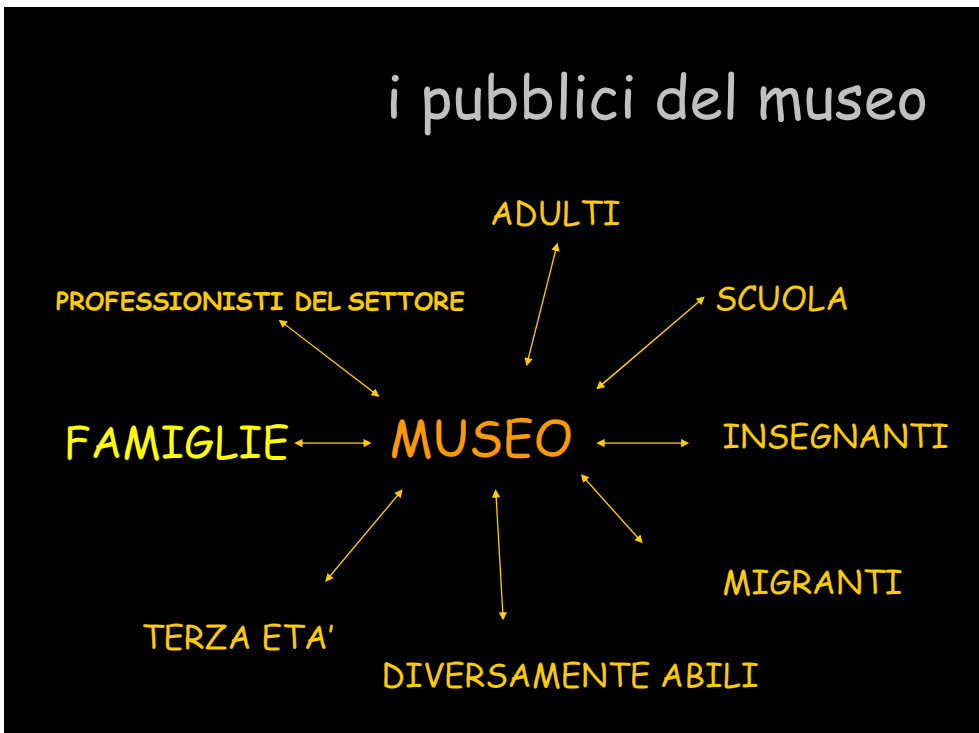 i pubblici del museo
ADULTI
PROFESSIONISTI DEL SETTORE
SCUOLA
FAMIGLIE
MUSEO
INSEGNANTI
MIGRANTI
TERZA ETA'
DIVERSAMENTE ABILI